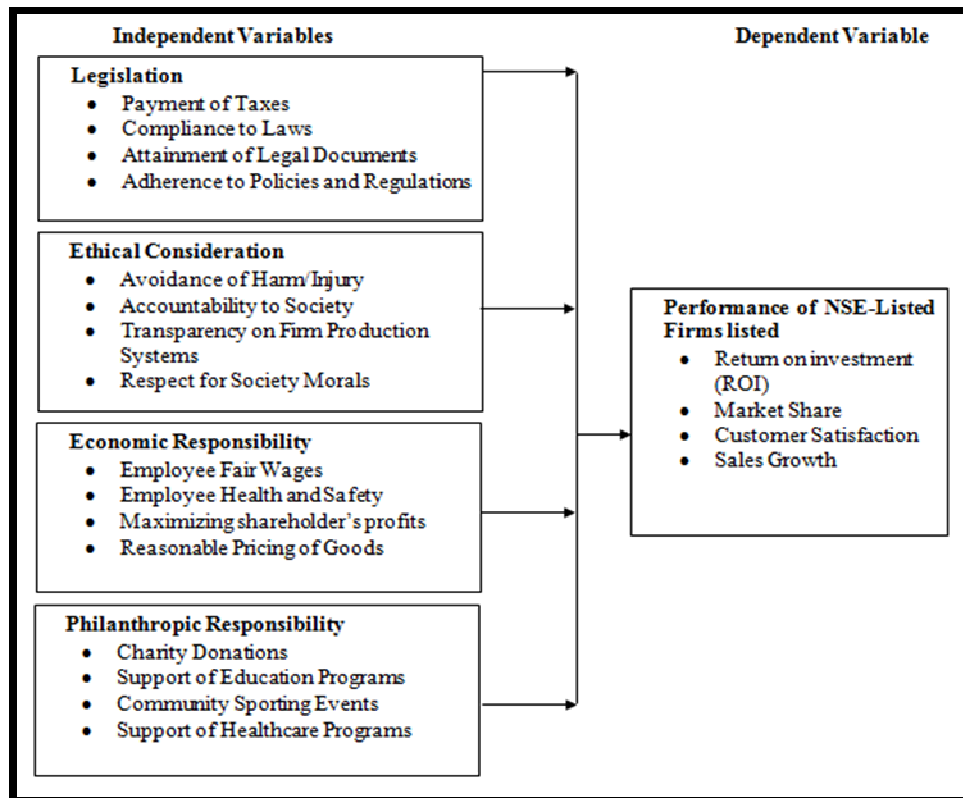 Independent Variables
Dependent Variable
Legislation
• Payment of Taxes
• Compliance to Laws
• Attainment of Legal Documents
• Adherence to Policies and Regulations
Ethical Consideration
• Avoidance of Harm/Injury
• Accountability to Society
• Transparency on Firm Production
Systems
• Respect for Society Morals
Economic Responsibility
• Employee Fair Wages
• Employee Health and Safety
• Maximizing shareholder's profits
• Reasonable Pricing of Goods
Philanthropic Responsibility
• Charity Donations
• Support of Education Programs
• Community Sporting Events
• Support of Healthcare Programs
Performance of NSE-Listed
Firms listed
• Return on investment
(ROI)
• Market Share
• Customer Satisfaction
• Sales Growth